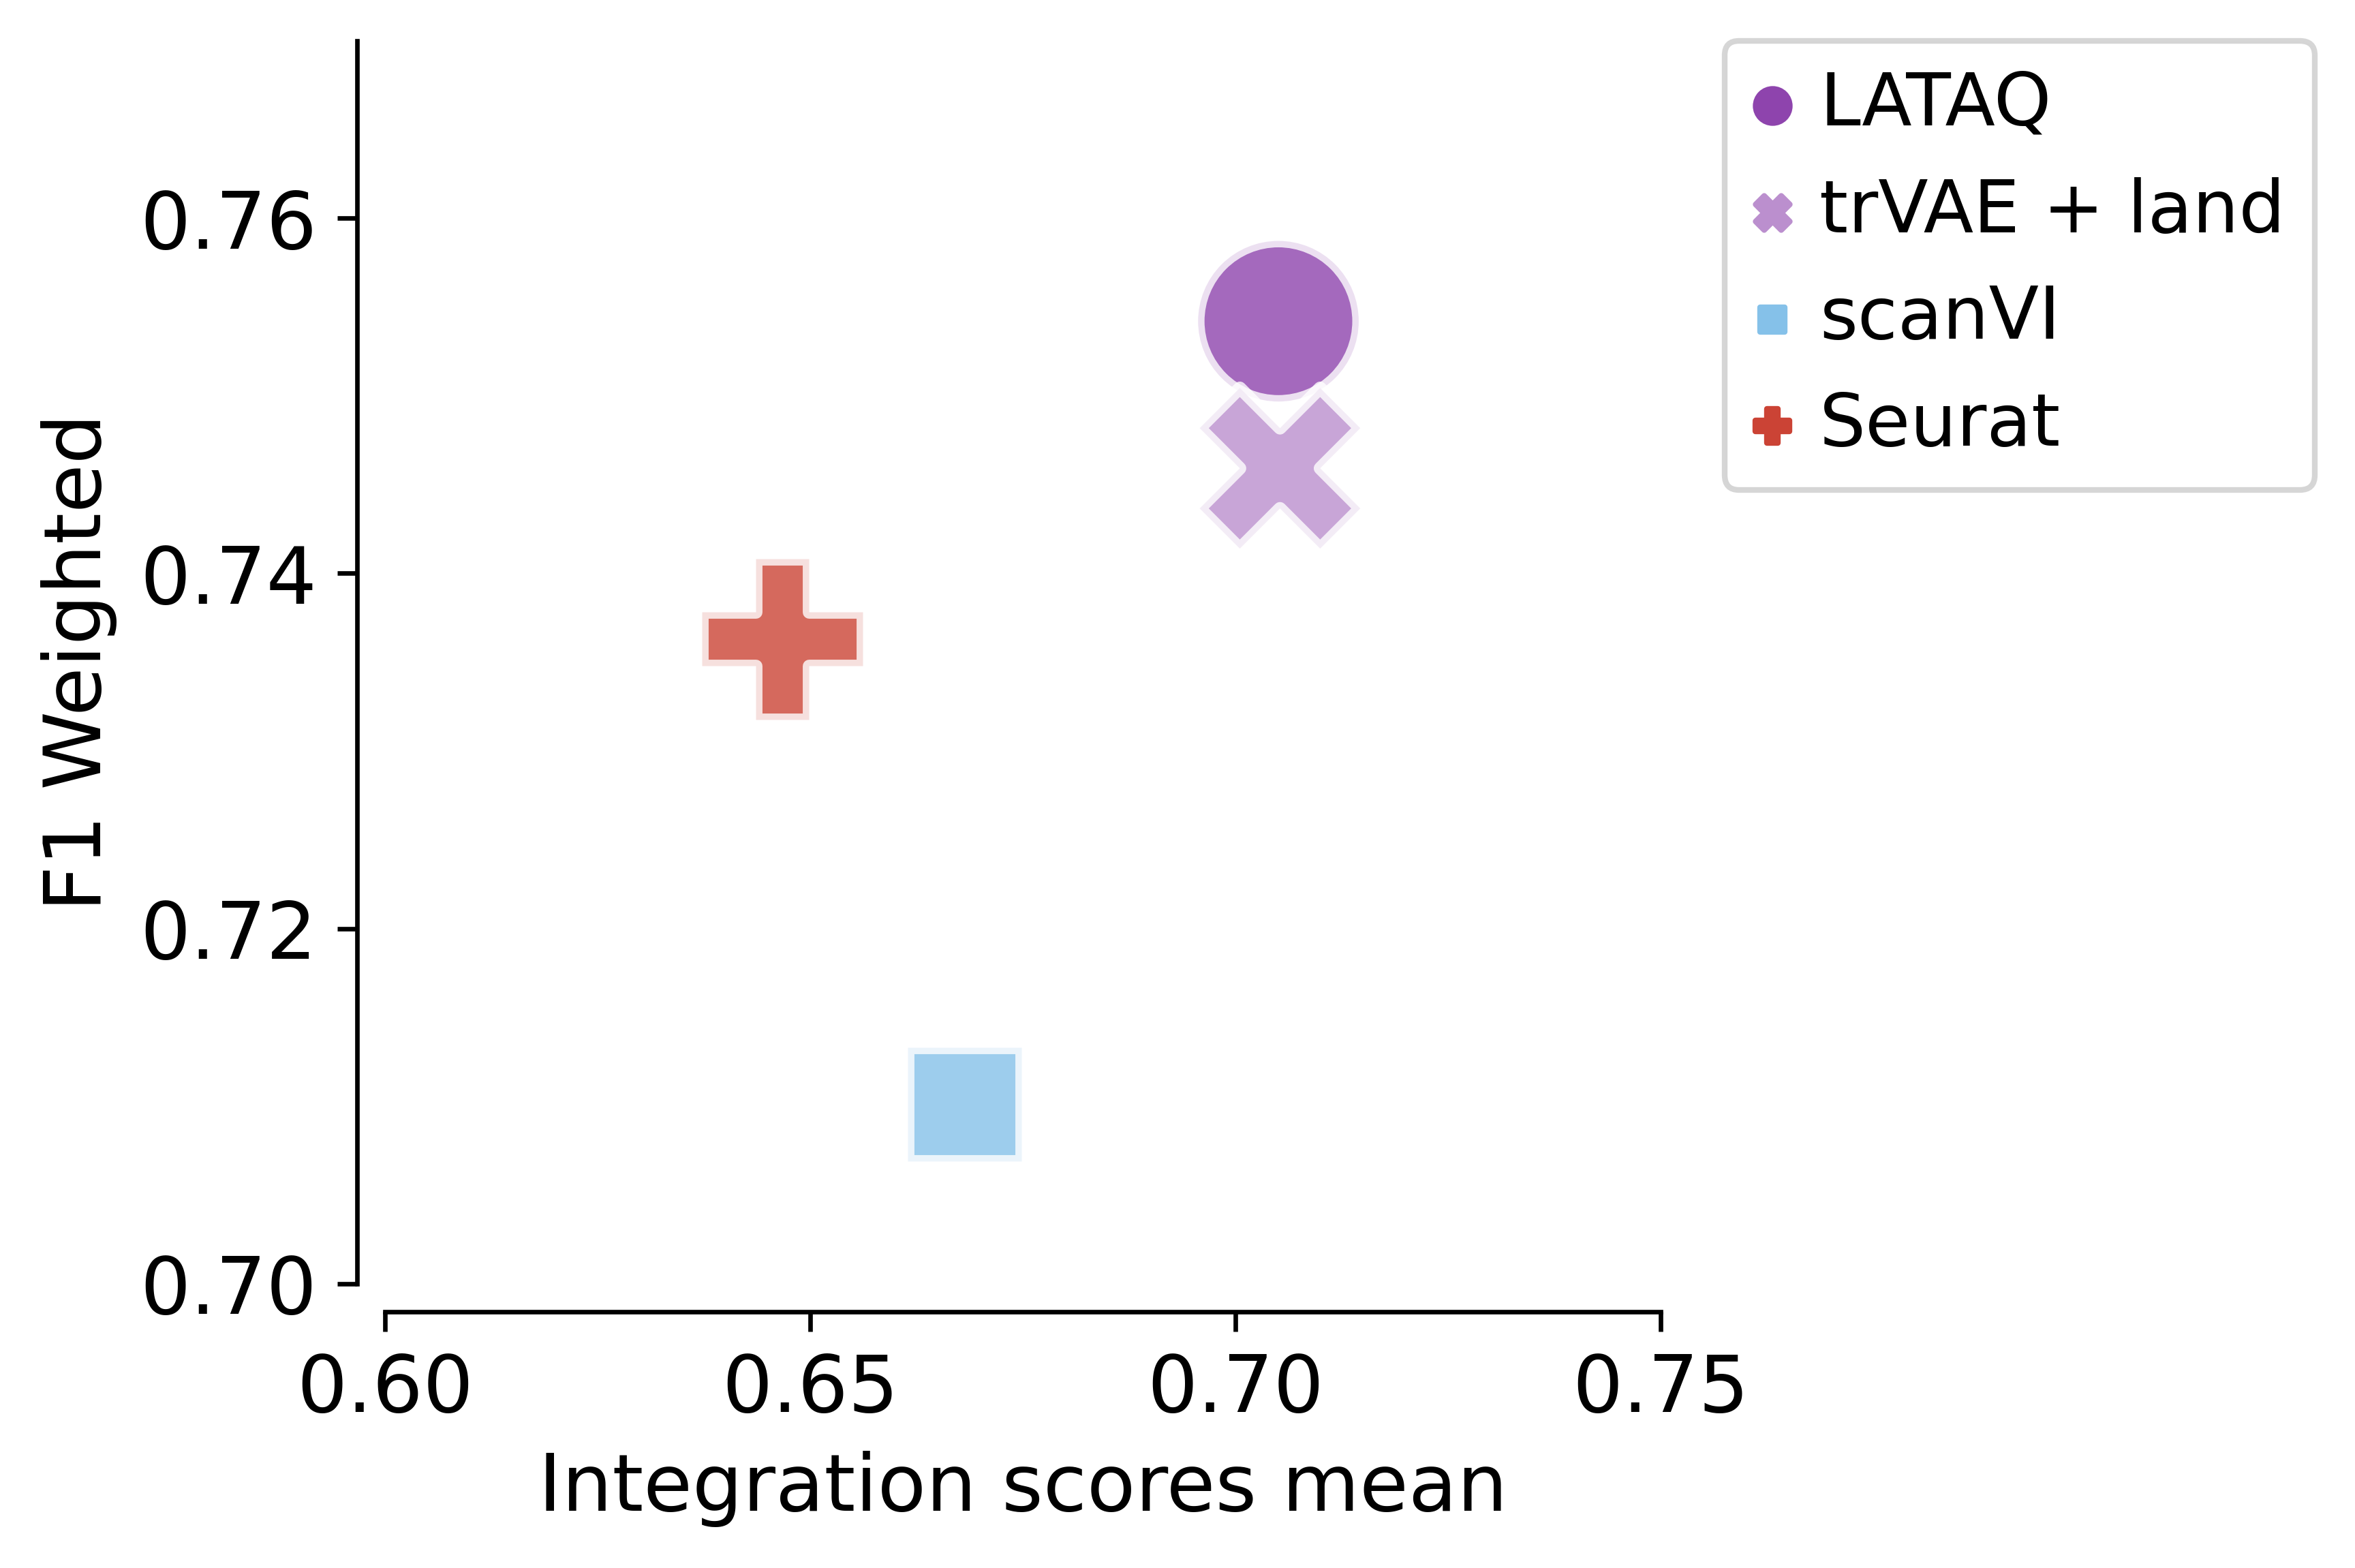 F1 Weighted
0.76
0.74
0.72
0.70
0.60 0.65 0.70 0.75
Integration scores mean
LATAQ
trVAE + land
scanVI
Seurat